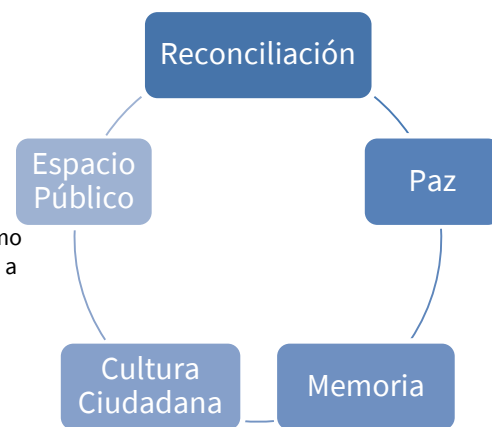 Reconciliación
Espacio
Público
Paz
a
Cultura
Ciudadana
Memoria